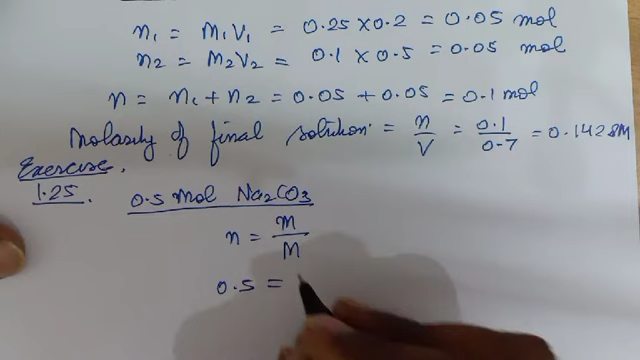 n₁ = M₁V₁ = 0.25 × 0.2 = 0.05 mol
n₂ = M₂V₂ = 0.1 × 0.5 = 0.05 mol
n = n₁ + n₂ = 0.05 + 0.05 = 0.1 mol
Molarity of final solution = n/V = 0.1/0.7 = 0.1428M
Exercise.
1.25. 0.5 mol Na₂CO₃
n = m/M
0.5 =